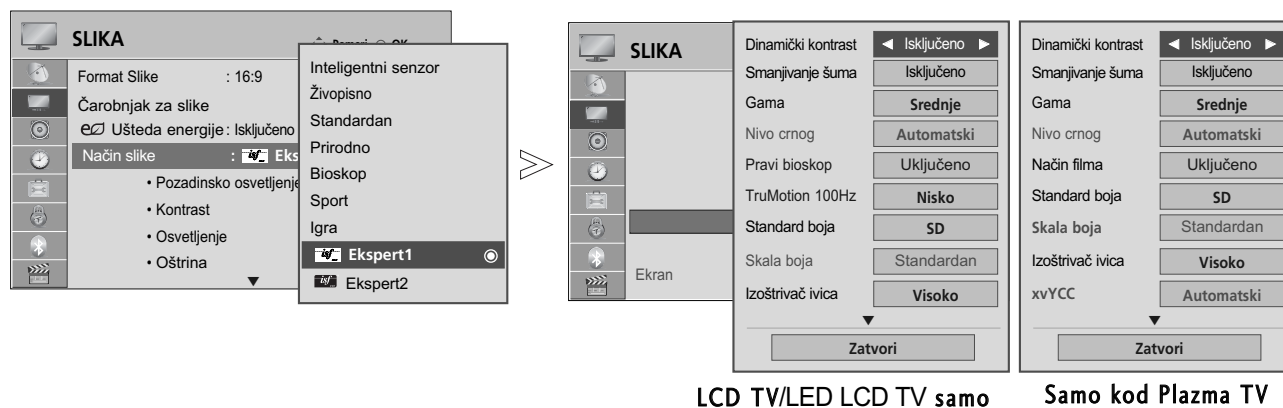 SLIKA
Pomeri OK
Format Slike : 16:9
Čarobnjak za slike
Ušteda energije: Isključeno
Način slike : Eks
• Pozadinsko osvetljenje
• Kontrast
• Osvetljenje
• Oštrina
▼
Inteligentni senzor
Živopisno
Standardan
Prirodno
Bioskop
Sport
Igra
isf Ekspert1
isf Ekspert2
SLIKA
Ekran
Dinamički kontrast ◄ Isključeno ►
Smanjivanje šuma Isključeno
Gama Srednje
Nivo crnog Automatski
Pravi bioskop Uključeno
TruMotion 100Hz Nisko
Standard boja SD
Skala boja Standardan
Izoštrivač ivica Visoko
▼
Zatvori
LCD TV/LED LCD TV samo
Dinamički kontrast ◄ Isključeno ►
Smanjivanje šuma Isključeno
Gama Srednje
Nivo crnog Automatski
Način filma Uključeno
Standard boja SD
Skala boja Standardan
Izoštrivač ivica Visoko
xvYCC Automatski
▼
Zatvori
Samo kod Plazma TV